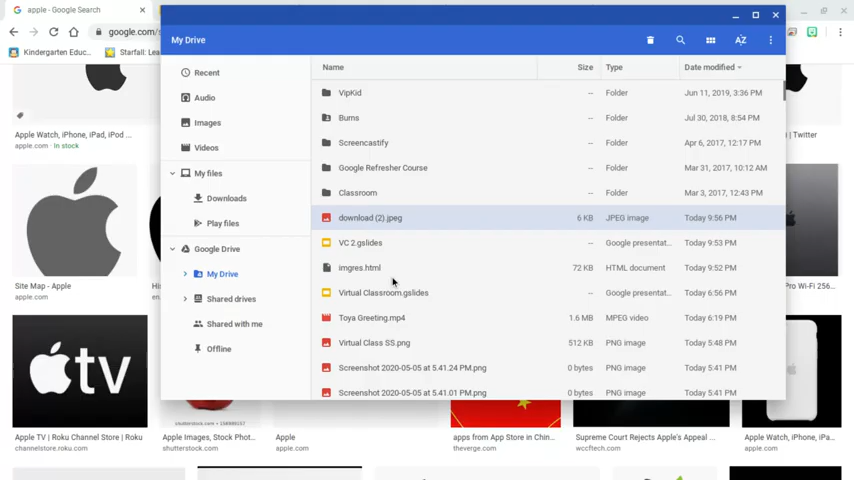 apple - Google Search
google.com/s
Kindergarten Educ...
Starfall: Lea
My Drive
AZ
Recent
Audio
Images
Videos
My files
Downloads
Play files
Google Drive
My Drive
Shared drives
Shared with me
Offline
Name Size Type Date modified
VipKid -- Folder Jun 11, 2019, 3:36 PM
Burns -- Folder Jul 30, 2018, 8:54 PM
Screencastify -- Folder Apr 6, 2017, 12:17 PM
Google Refresher Course -- Folder Mar 31, 2017, 10:12 AM
Classroom -- Folder Mar 3, 2017, 12:43 PM
download (2).jpeg 6 KB JPEG image Today 9:56 PM
VC 2.gslides -- Google presentat... Today 9:53 PM
imgres.html 72 KB HTML document Today 9:52 PM
Virtual Classroom.gslides -- Google presentat... Today 6:56 PM
Toya Greeting.mp4 1.6 MB MPEG video Today 6:19 PM
Virtual Class SS.png 512 KB PNG image Today 5:48 PM
Screenshot 2020-05-05 at 5.41.24 PM.png 0 bytes PNG image Today 5:41 PM
Screenshot 2020-05-05 at 5.41.01 PM.png 0 bytes PNG image Today 5:41 PM
Apple Watch, iPhone, iPad, iPod ...
apple.com · In stock
| Twitter
Site Map - Apple
apple.com
en.
Pro Wi-Fi 256...
tv
shutterstock.com • 158989157
Apple TV | Roku Channel Store | Roku
channelstore.roku.com
Apple Images, Stock Phot...
shutterstock.com
Apple
apple.com
apps from App Store in Chin...
theverge.com
Supreme Court Rejects Apple's Appeal ...
wccftech.com
Apple Watch, iPhone, iPa...
apple.com